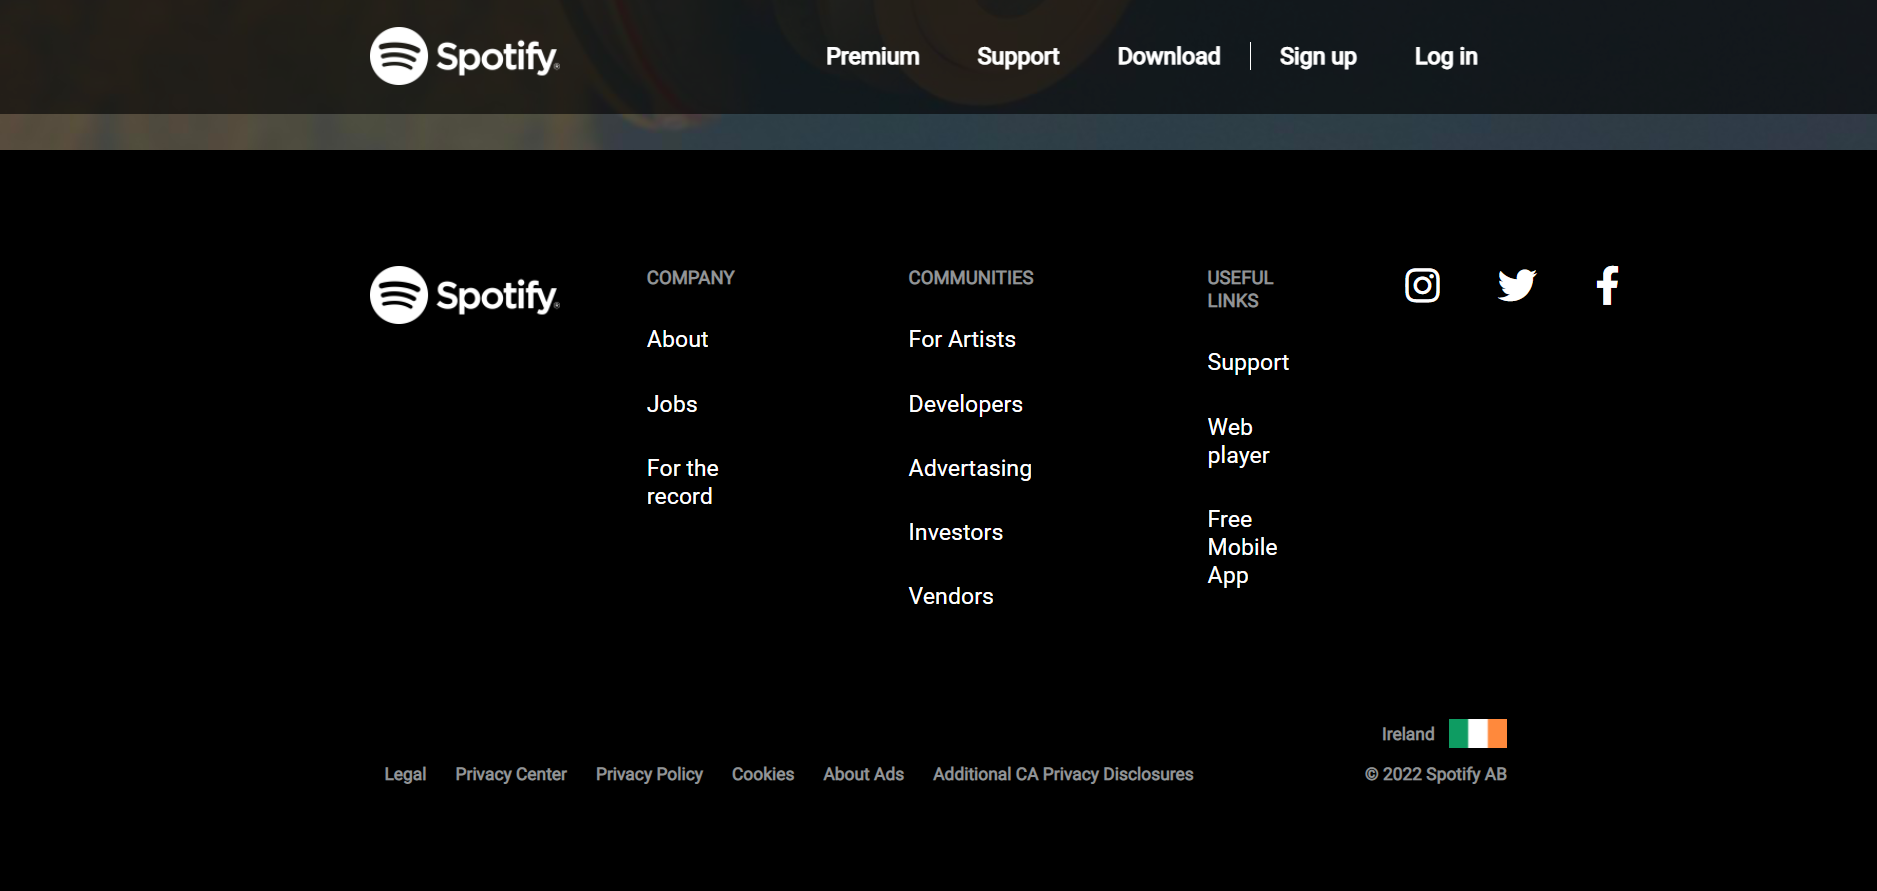 Spotify®
Premium Support Download Sign up Log in
Spotify®
COMPANY
About
Jobs
For the
record
COMMUNITIES
For Artists
Developers
Advertasing
Investors
Vendors
USEFUL
LINKS
Support
Web
player
Free
Mobile
App
Ireland
Legal Privacy Center Privacy Policy Cookies About Ads Additional CA Privacy Disclosures
© 2022 Spotify AB